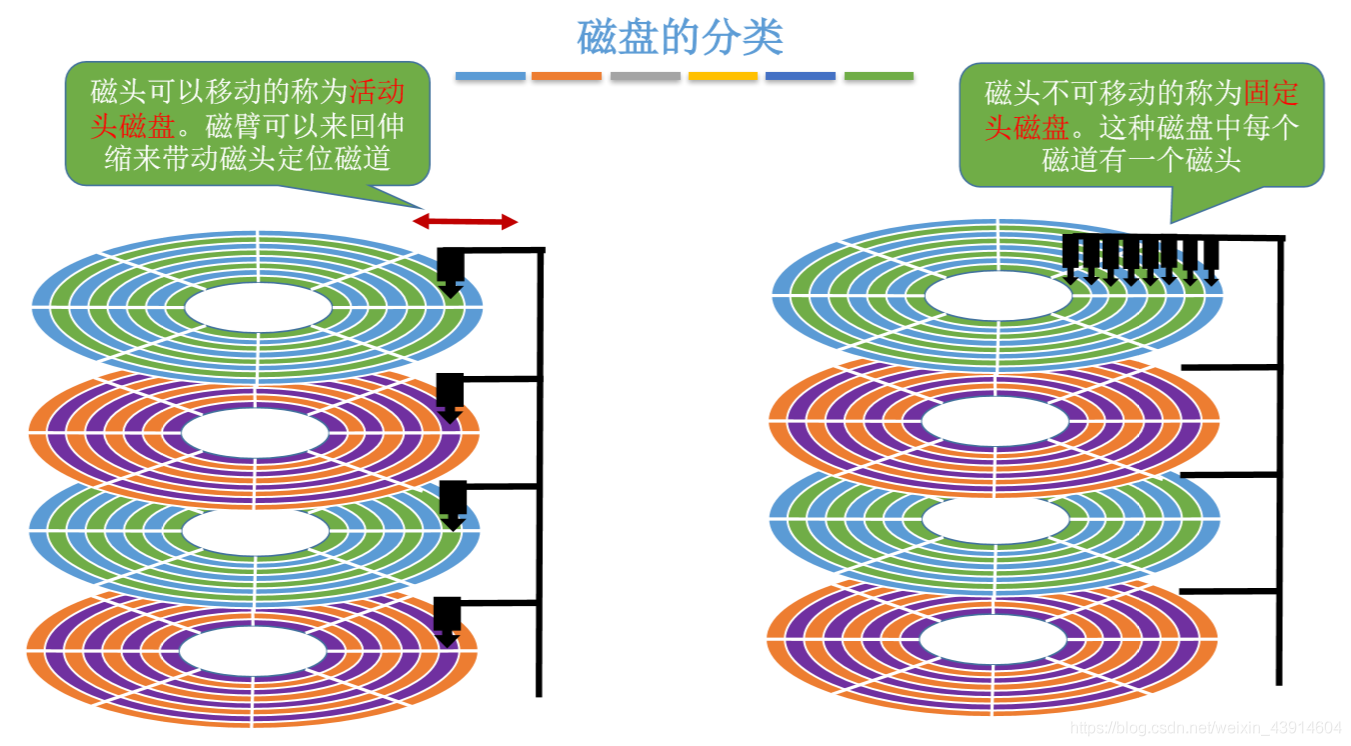 磁盘的分类
磁头可以移动的称为活动
头磁盘。磁臂可以来回伸
缩来带动磁头定位磁道
磁头不可移动的称为固定
头磁盘。这种磁盘中每个
磁道有一个磁头
https://blog.csdn.net/weixin_43914604